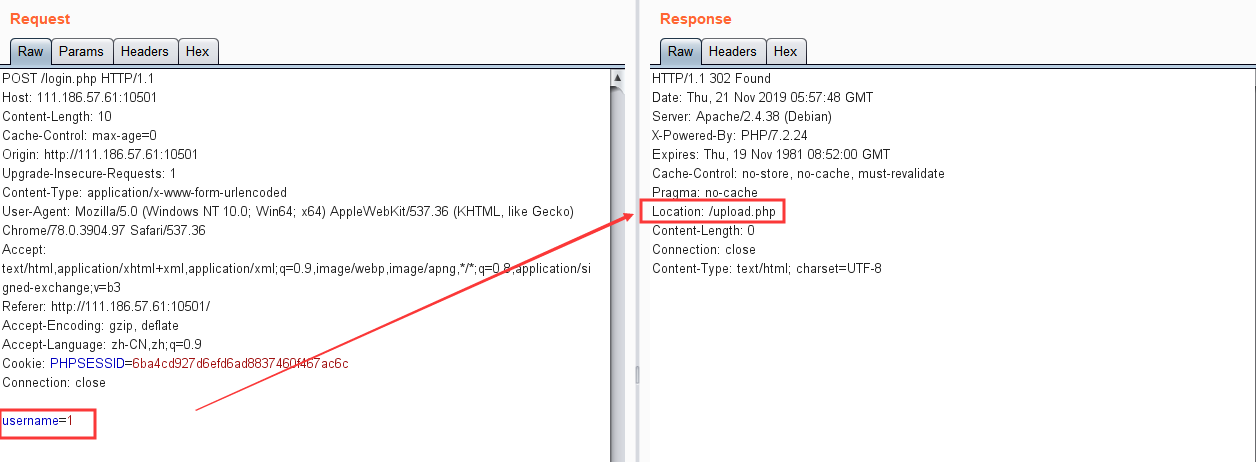 Request
Raw Params Headers Hex
POST /login.php HTTP/1.1
Host: 111.186.57.61:10501
Content-Length: 10
Cache-Control: max-age=0
Origin: http://111.186.57.61:10501
Upgrade-Insecure-Requests: 1
Content-Type: application/x-www-form-urlencoded
User-Agent: Mozilla/5.0 (Windows NT 10.0; Win64; x64) AppleWebKit/537.36 (KHTML, like Gecko)
Chrome/78.0.3904.97 Safari/537.36
Accept:
text/html,application/xhtml+xml,application/xml;q=0.9,image/webp,image/apng,*/*;q=0.8,application/si
gned-exchange;v=b3
Referer: http://111.186.57.61:10501/
Accept-Encoding: gzip, deflate
Accept-Language: zh-CN,zh;q=0.9
Cookie: PHPSESSID=6ba4cd927d6efd6ad8837460f467ac6c
Connection: close
username=1
Response
Raw Headers Hex
HTTP/1.1 302 Found
Date: Thu, 21 Nov 2019 05:57:48 GMT
Server: Apache/2.4.38 (Debian)
X-Powered-By: PHP/7.2.24
Expires: Thu, 19 Nov 1981 08:52:00 GMT
Cache-Control: no-store, no-cache, must-revalidate
Pragma: no-cache
Location: /upload.php
Content-Length: 0
Connection: close
Content-Type: text/html; charset=UTF-8